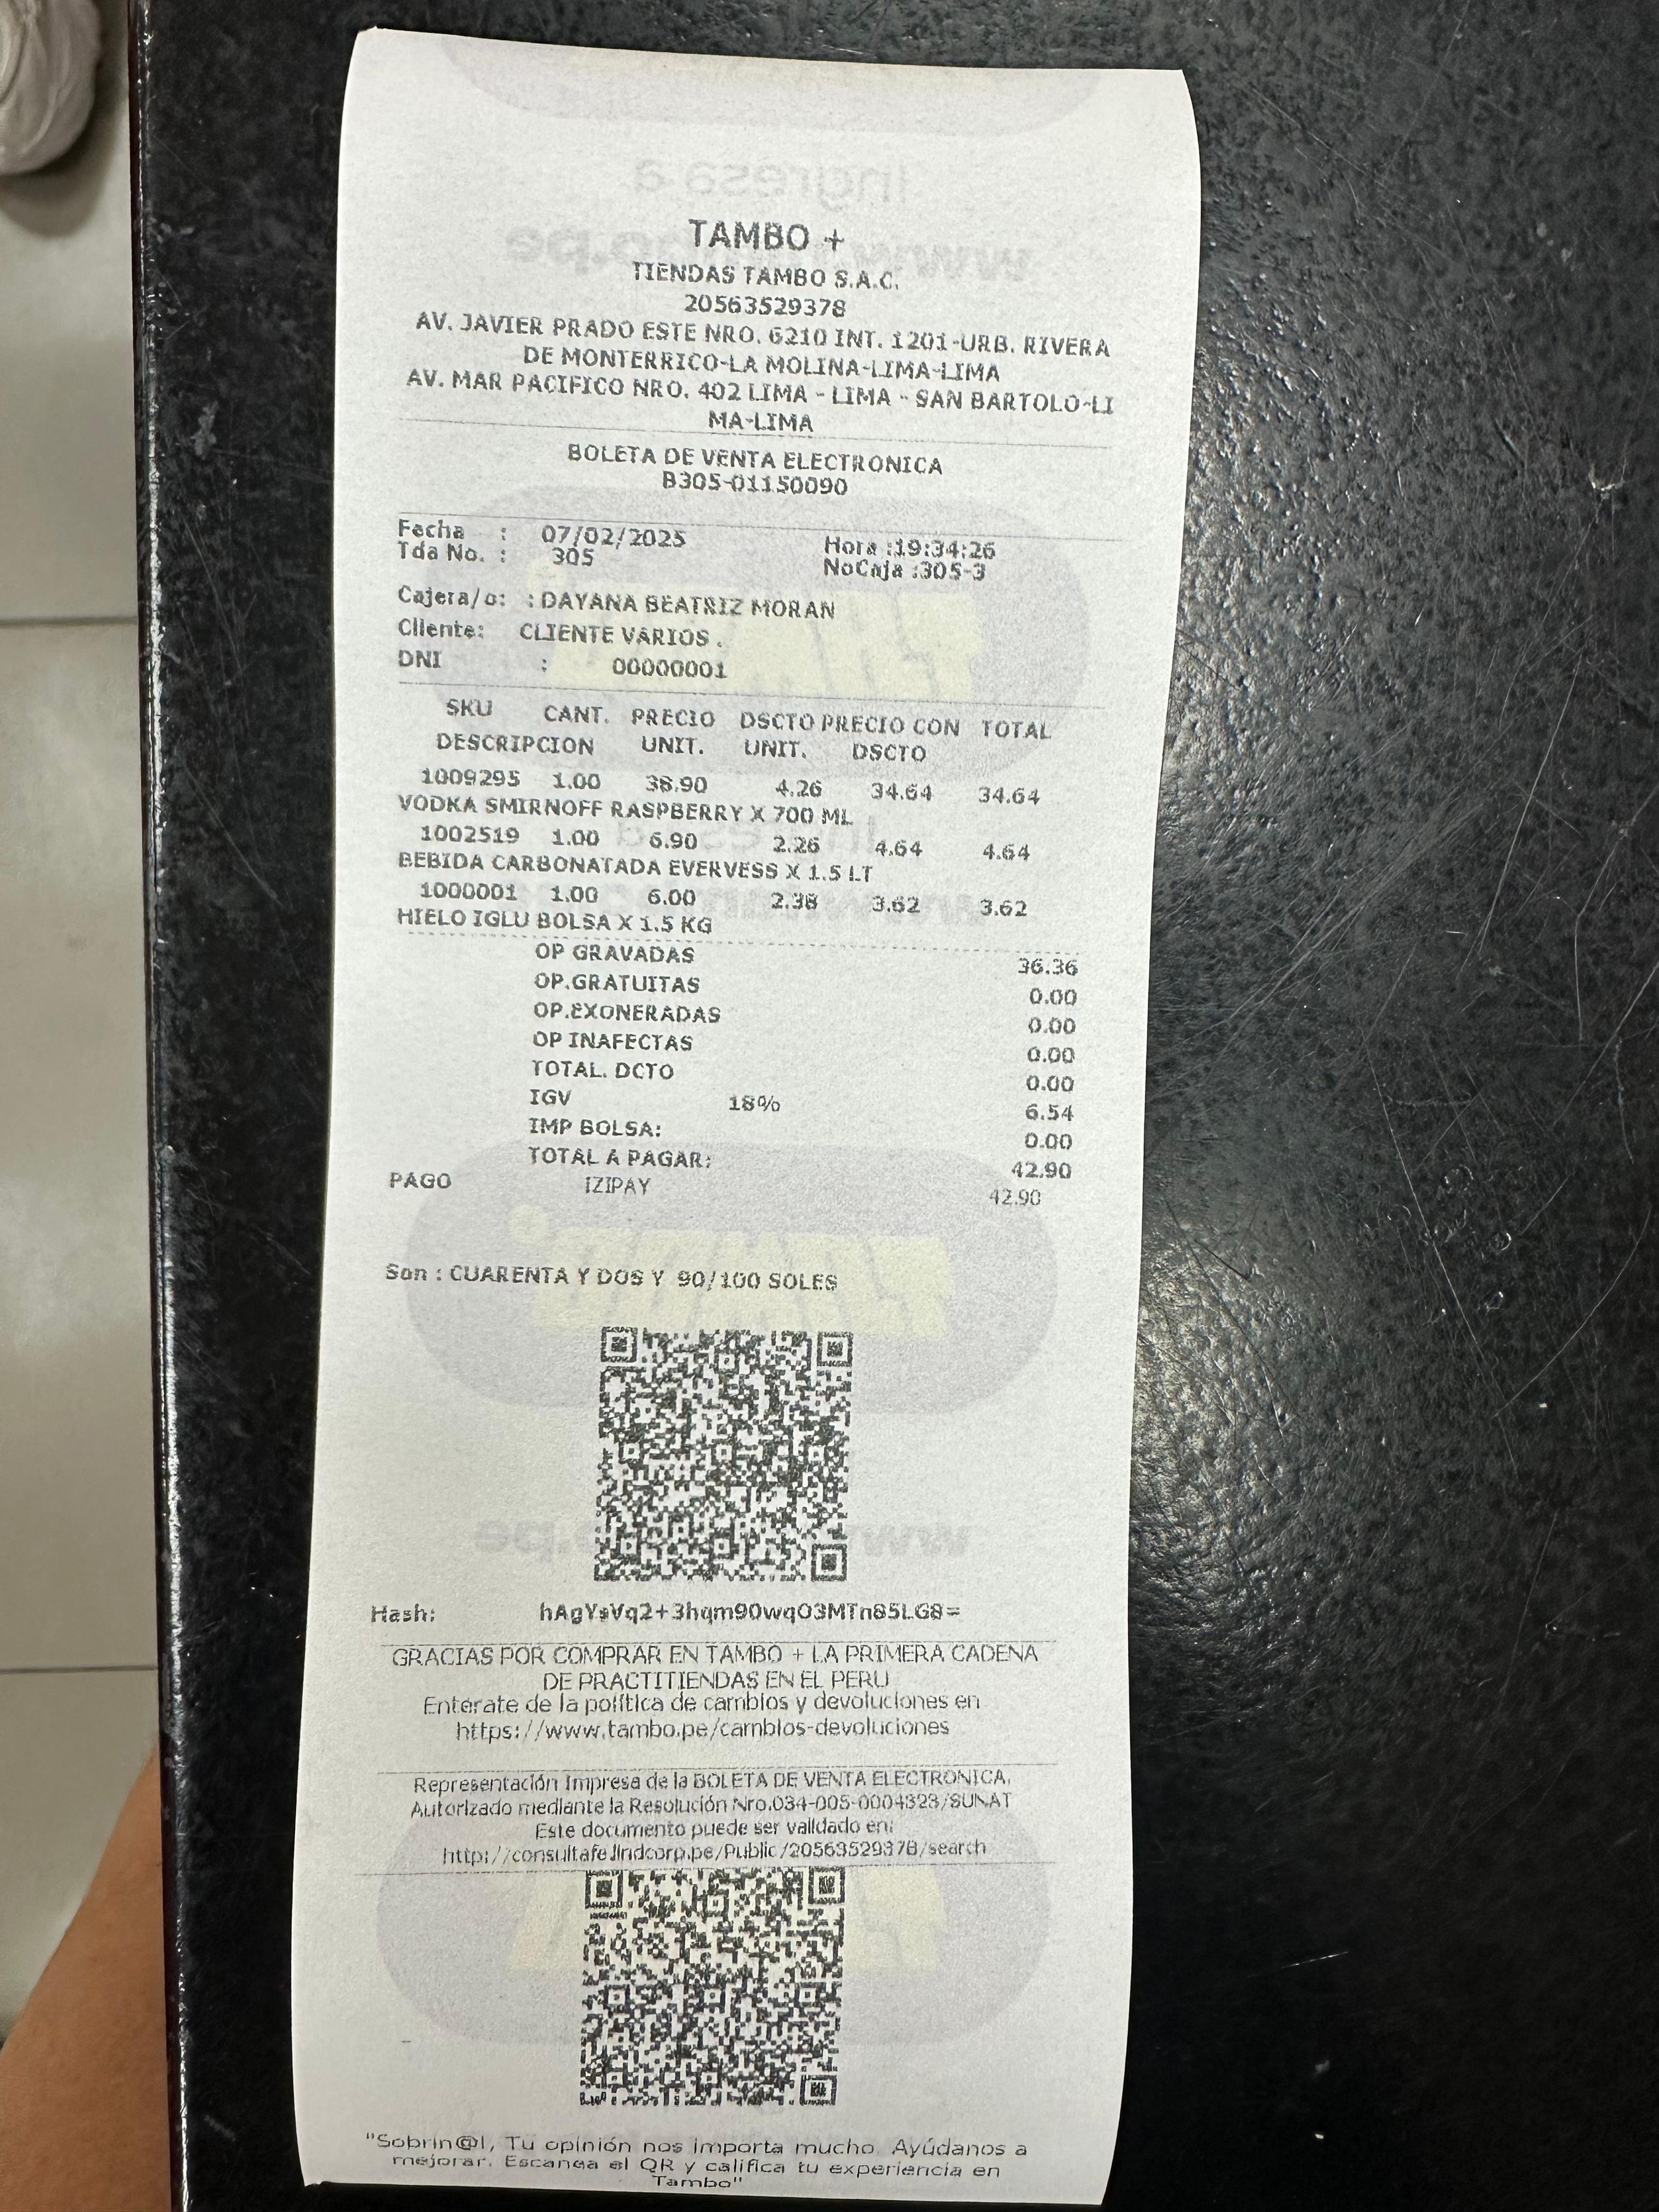 TAMBO +
TIENDAS TAMBO S.A.C.
20563529378
AV. JAVIER PRADO ESTE NRO. 6210 INT. 1201-URB. RIVERA
DE MONTERRICO-LA MOLINA-LIMA-LIMA
AV. MAR PACIFICO NRO. 402 LIMA - LIMA - SAN BARTOLO-LI
MA-LIMA
BOLETA DE VENTA ELECTRONICA
B305-01150090
Fecha : 07/02/2025 Hora :19:34:26
Tda No. : 305 NoCaja :305-3
Cajera/o: : DAYANA BEATRIZ MORAN
Cliente: CLIENTE VARIOS .
DNI : 00000001
SKU CANT. PRECIO DSCTO PRECIO CON TOTAL
DESCRIPCION UNIT. UNIT. DSCTO
1009295 1.00 38.90 4.26 34.64 34.64
VODKA SMIRNOFF RASPBERRY X 700 ML
1002519 1.00 6.90 2.26 4.64 4.64
BEBIDA CARBONATADA EVERVESS X 1.5 LT
1000001 1.00 6.00 2.38 3.62 3.62
HIELO IGLU BOLSA X 1.5 KG
OP GRAVADAS 36.36
OP.GRATUITAS 0.00
OP.EXONERADAS 0.00
OP INAFECTAS 0.00
TOTAL. DCTO 0.00
IGV 18% 6.54
IMP BOLSA: 0.00
TOTAL A PAGAR: 42.90
PAGO IZIPAY 42.90
Son : CUARENTA Y DOS Y 90/100 SOLES
Hash: hAgYsVq2+3hqm90wqO3MTn85LG8=
GRACIAS POR COMPRAR EN TAMBO + LA PRIMERA CADENA
DE PRACTITIENDAS EN EL PERU
Entérate de la política de cambios y devoluciones en
https://www.tambo.pe/cambios-devoluciones
Representación Impresa de la BOLETA DE VENTA ELECTRONICA.
Autorizado mediante la Resolución Nro.034-005-0004323/SUNAT
Este documento puede ser validado en:
http://consultafe.lindcorp.pe/Public/20563529378/search
"Sobrin@!, Tu opinión nos importa mucho. Ayúdanos a
mejorar. Escanea el QR y califica tu experiencia en
Tambo"